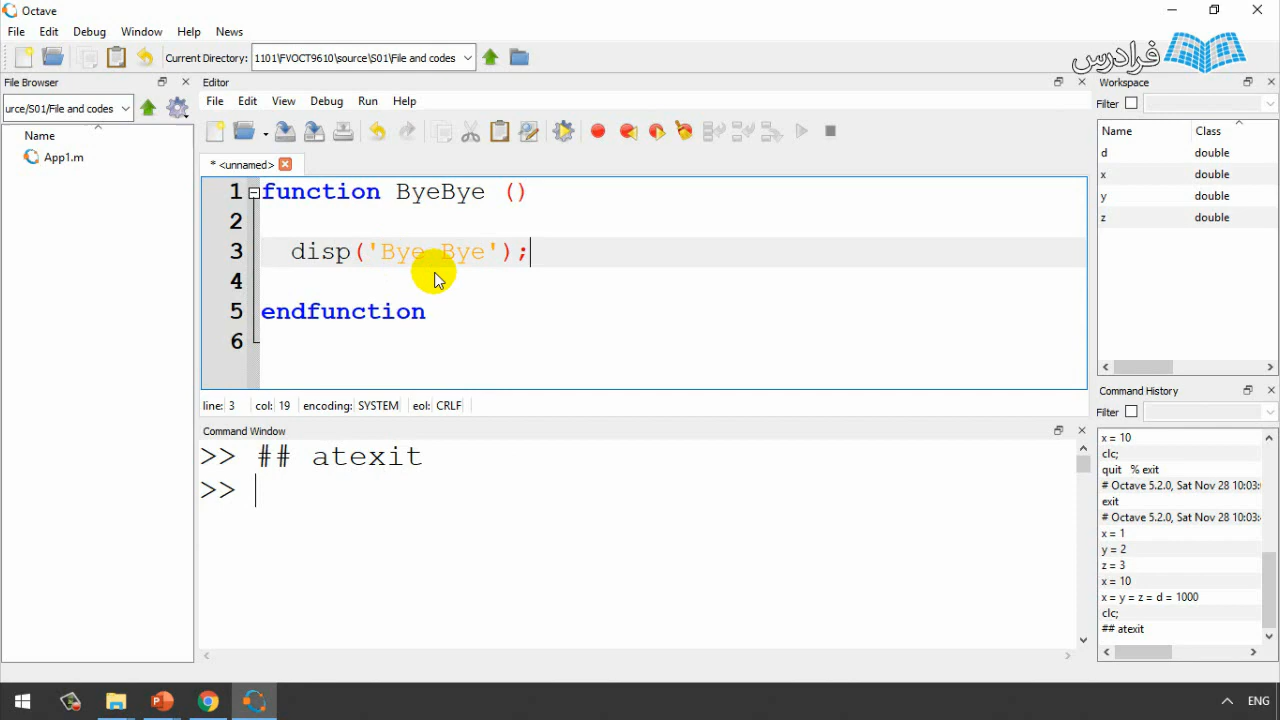 Octave
File Edit Debug Window Help News
Current Directory: 1101\FVOCT9610\source\S01\File and codes
فرادرس
File Browser
urce/S01/File and codes
Name
App1.m
Editor
File Edit View Debug Run Help
* <unnamed>
1 function ByeBye ()
2
3 disp('Bye Bye');
4
5 endfunction
6
line: 3 col: 19 encoding: SYSTEM eol: CRLF
Command Window
>> ## atexit
>>
Workspace
Filter
Name Class
d double
x double
y double
z double
Command History
Filter
x = 10
clc;
quit % exit
# Octave 5.2.0, Sat Nov 28 10:03:
exit
# Octave 5.2.0, Sat Nov 28 10:03:
x = 1
y = 2
z = 3
x = 10
x = y = z = d = 1000
clc;
## atexit
ENG